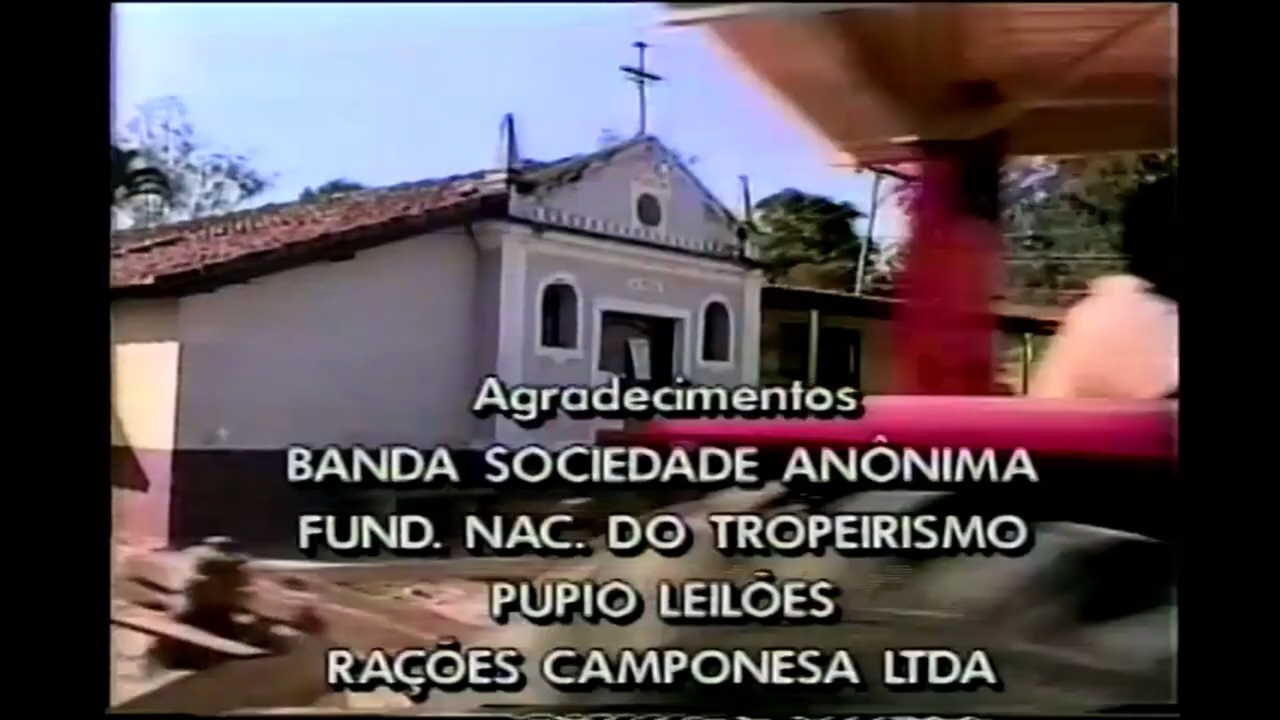 Agradecimentos
BANDA SOCIEDADE ANÔNIMA
FUND. NAC. DO TROPEIRISMO
PUPIO LEILÕES
RAÇÕES CAMPONESA LTDA